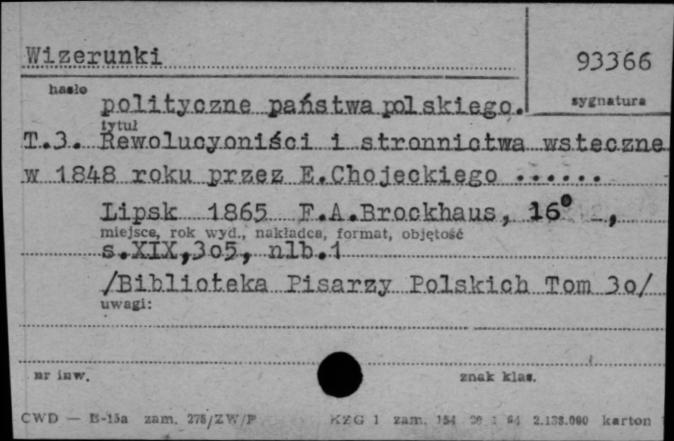 Wizerunki
93366
hasło
sygnatura
polityczne państwa polskiego.
tytuł
T.3. Rewolucyoniści i stronnictwa wsteczne
w 1848 roku przez E.Chojeckiego ......
Lipsk 1865 F.A.Brockhaus, 16° -,
miejsce, rok wyd., nakładca, format, objętość
s.XIX,3o5, nlb.1
/Biblioteka Pisarzy Polskich Tom 3o/
uwagi:
nr inw.
znak klas.
CWD — B-15a zam. 276/ZW/P KZG 1 zam. 154 64 2.138.000 karton